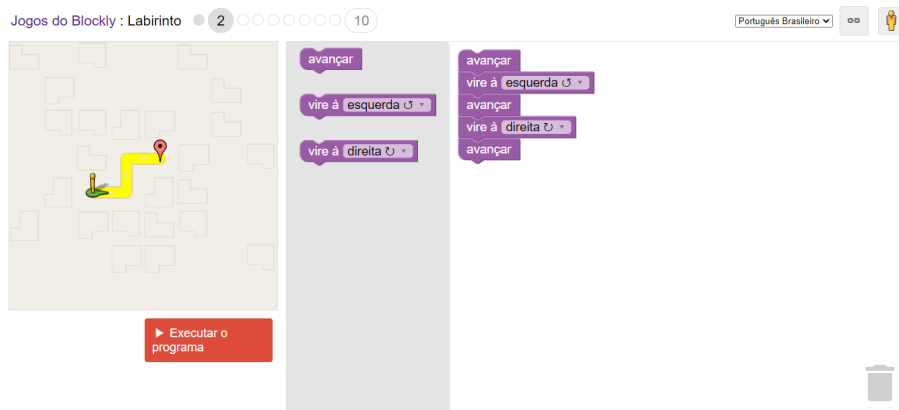 Jogos do Blockly : Labirinto 2 10
Português Brasileiro
avançar
vire à esquerda ↺ ▾
vire à direita ↻ ▾
avançar
vire à esquerda ↺ ▾
avançar
vire à direita ↻ ▾
avançar
▶ Executar o
programa